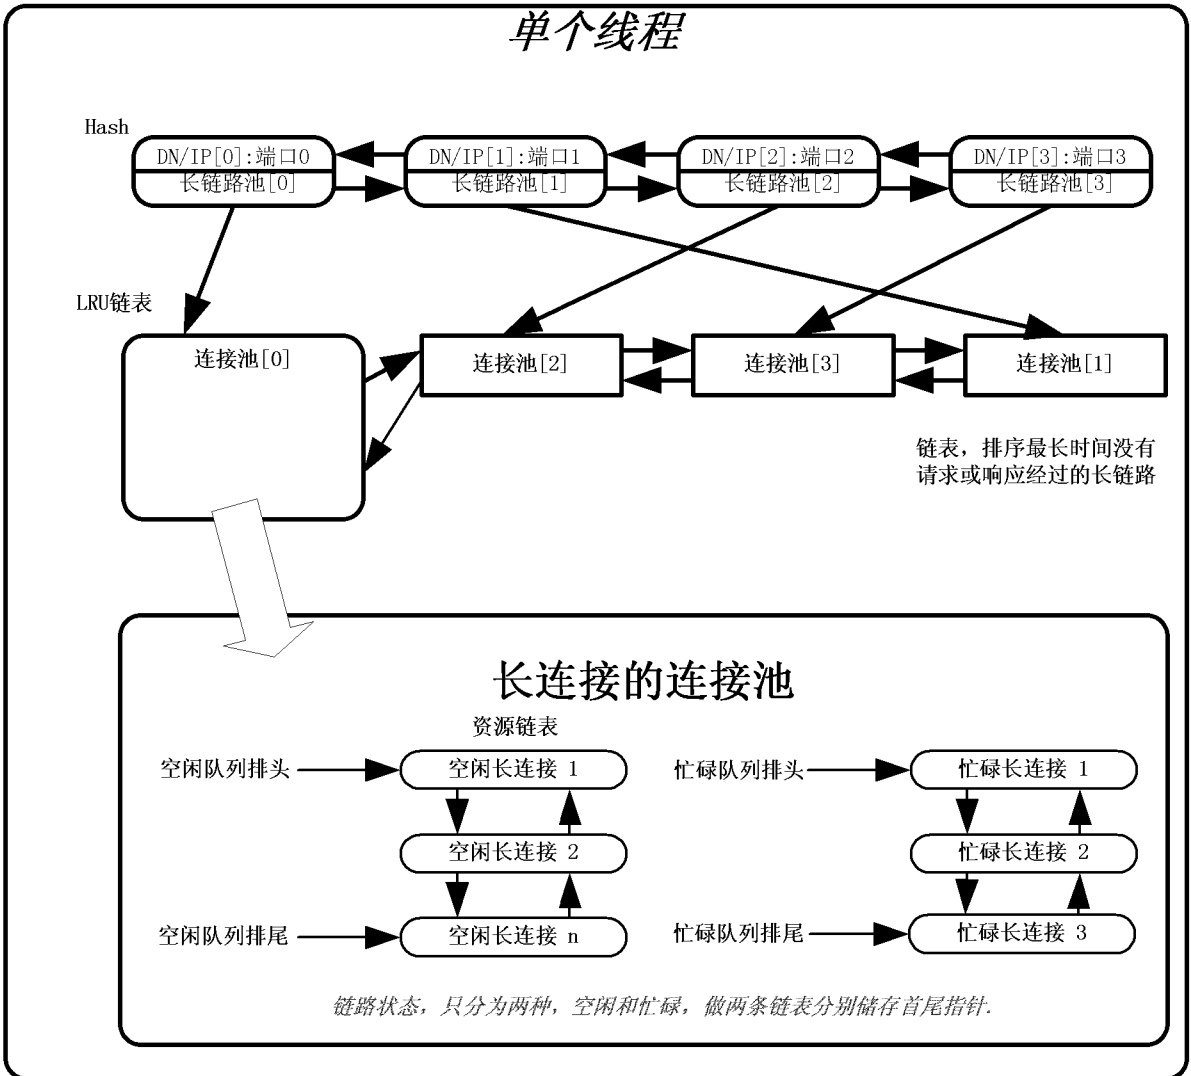 单个线程
Hash
DN/IP[0]:端口0
DN/IP[1]:端口1
DN/IP[2]:端口2
DN/IP[3]:端口3
长链路池[0]
长链路池[1]
长链路池[2]
长链路池[3]
LRU链表
连接池[0]
连接池[2]
连接池[3]
连接池[1]
链表，排序最长时间没有
请求或响应经过的长链路
长连接的连接池
资源链表
空闲队列排头
空闲长连接 1
忙碌队列排头
忙碌长连接 1
空闲长连接 2
忙碌长连接 2
空闲队列排尾
空闲长连接 n
忙碌队列排尾
忙碌长连接 3
链路状态，只分为两种，空闲和忙碌，做两条链表分别储存首尾指针.